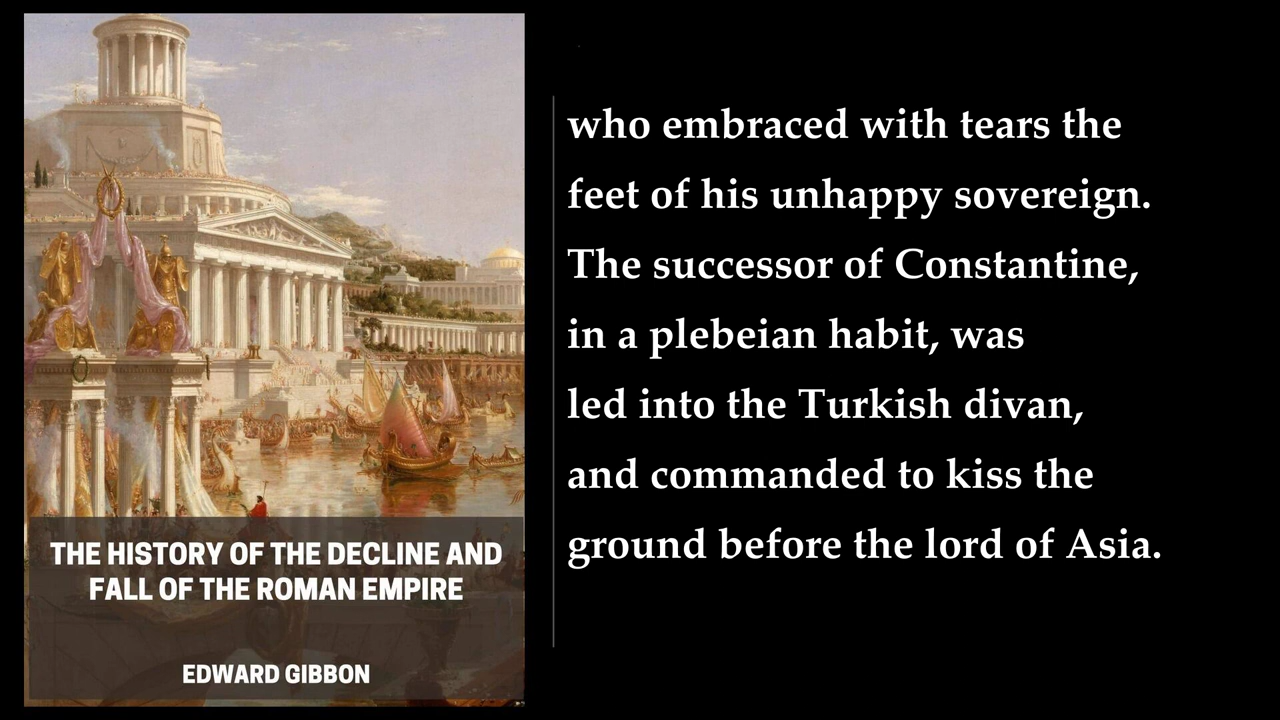 THE HISTORY OF THE DECLINE AND
FALL OF THE ROMAN EMPIRE
EDWARD GIBBON
who embraced with tears the
feet of his unhappy sovereign.
The successor of Constantine,
in a plebeian habit, was
led into the Turkish divan,
and commanded to kiss the
ground before the lord of Asia.